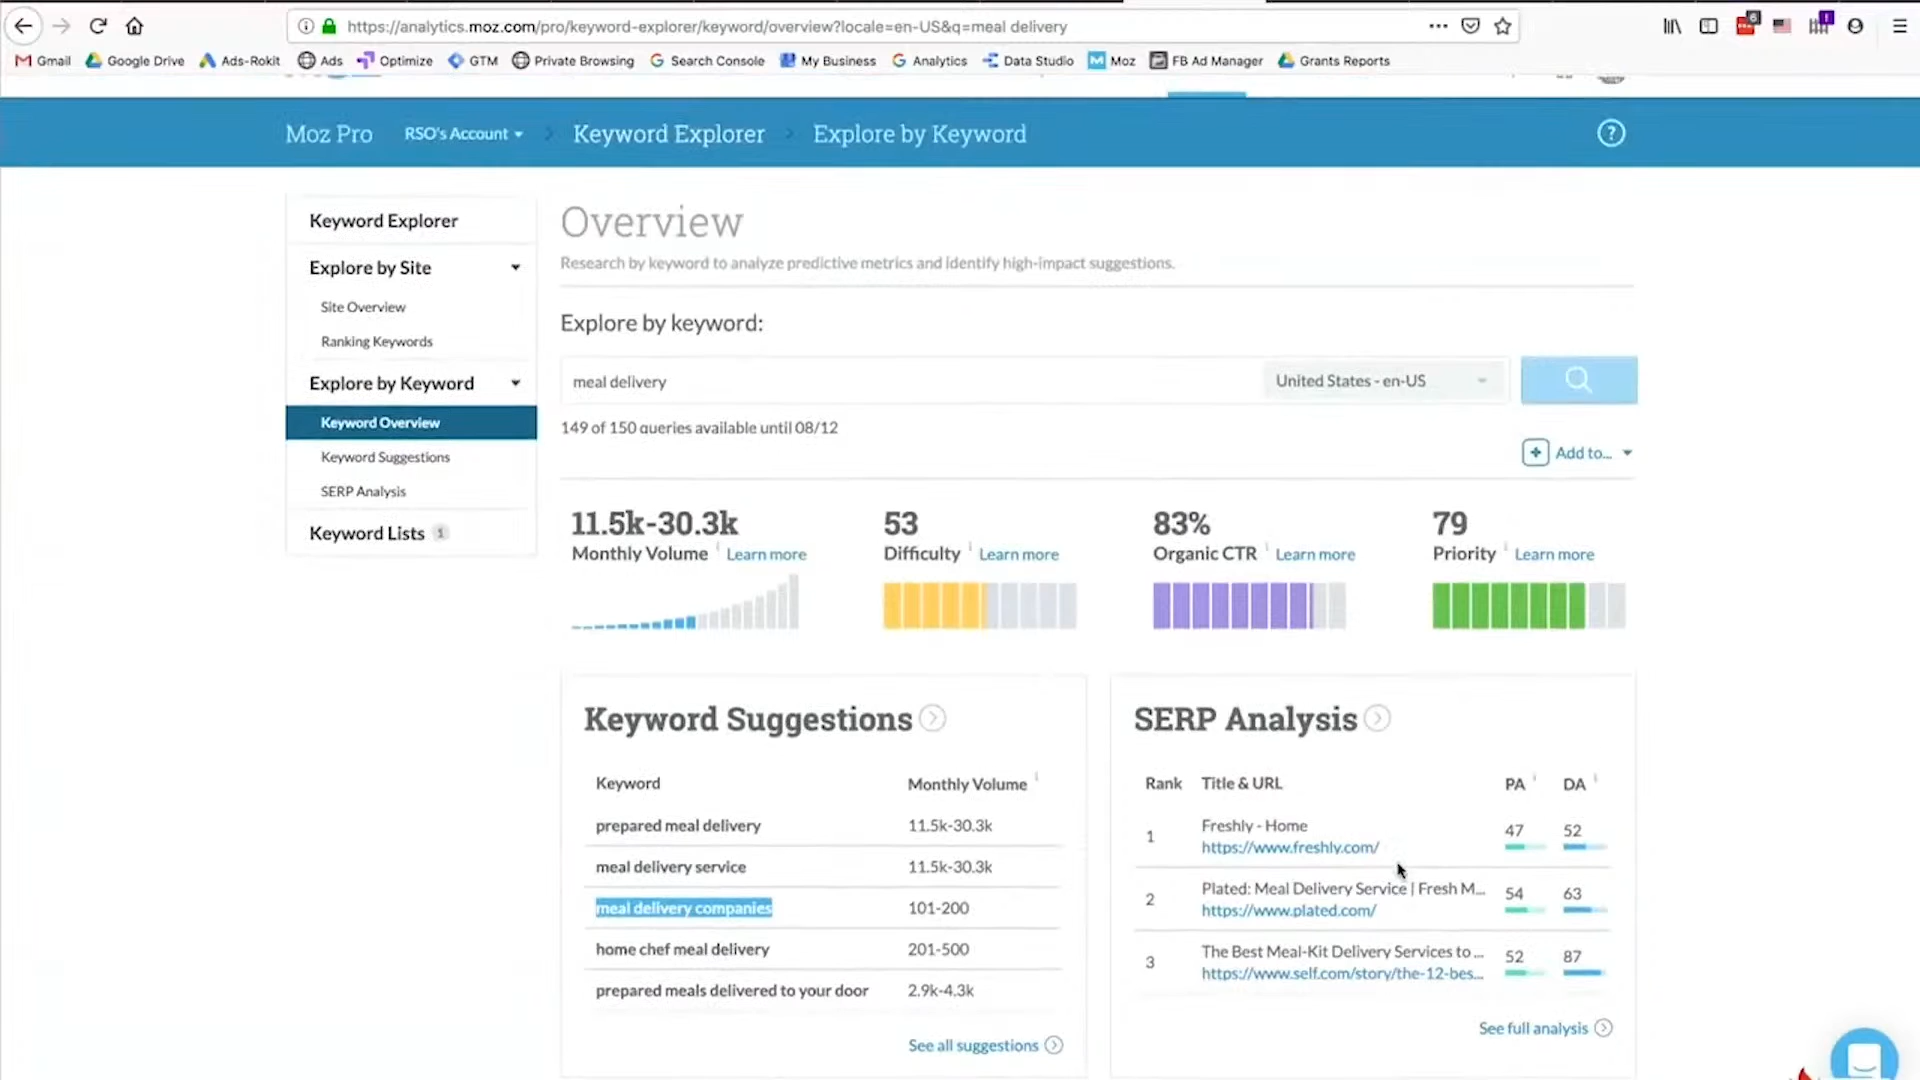 https://analytics.moz.com/pro/keyword-explorer/keyword/overview?locale=en-US&q=meal delivery
6
!
Gmail Google Drive Ads-Rokit Ads Optimize GTM Private Browsing Search Console My Business Analytics Data Studio Moz FB Ad Manager Grants Reports
Moz Pro RSO's Account Keyword Explorer Explore by Keyword ?
Keyword Explorer
Explore by Site
Site Overview
Ranking Keywords
Explore by Keyword
Keyword Overview
Keyword Suggestions
SERP Analysis
Keyword Lists 1
Overview
Research by keyword to analyze predictive metrics and identify high-impact suggestions.
Explore by keyword:
meal delivery United States - en-US
149 of 150 queries available until 08/12
+ Add to...
11.5k-30.3k
Monthly Volume i Learn more
53
Difficulty i Learn more
83%
Organic CTR i Learn more
79
Priority i Learn more
Keyword Suggestions
Keyword Monthly Volume i
prepared meal delivery 11.5k-30.3k
meal delivery service 11.5k-30.3k
meal delivery companies 101-200
home chef meal delivery 201-500
prepared meals delivered to your door 2.9k-4.3k
See all suggestions
SERP Analysis
Rank Title & URL PA i DA i
1 Freshly - Home 47 52
https://www.freshly.com/
2 Plated: Meal Delivery Service | Fresh M... 54 63
https://www.plated.com/
3 The Best Meal-Kit Delivery Services to ... 52 87
https://www.self.com/story/the-12-bes...
See full analysis